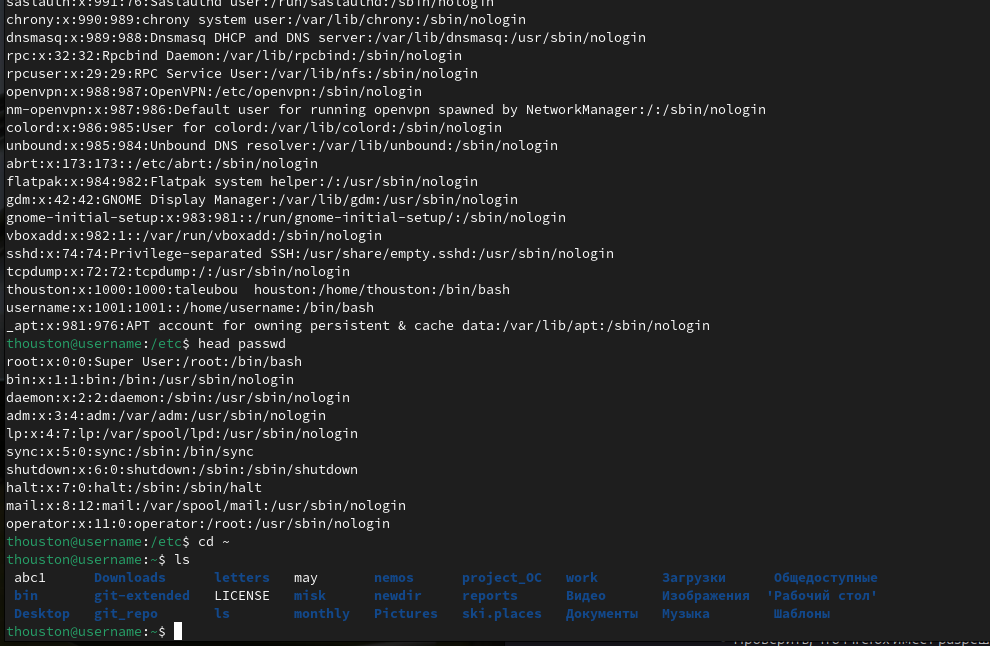 saslauth:x:991:76:Saslauthd user:/run/saslauthd:/sbin/nologin
chrony:x:990:989:chrony system user:/var/lib/chrony:/sbin/nologin
dnsmasq:x:989:988:Dnsmasq DHCP and DNS server:/var/lib/dnsmasq:/usr/sbin/nologin
rpc:x:32:32:Rpcbind Daemon:/var/lib/rpcbind:/sbin/nologin
rpcuser:x:29:29:RPC Service User:/var/lib/nfs:/sbin/nologin
openvpn:x:988:987:OpenVPN:/etc/openvpn:/sbin/nologin
nm-openvpn:x:987:986:Default user for running openvpn spawned by NetworkManager:/:/sbin/nologin
colord:x:986:985:User for colord:/var/lib/colord:/sbin/nologin
unbound:x:985:984:Unbound DNS resolver:/var/lib/unbound:/sbin/nologin
abrt:x:173:173::/etc/abrt:/sbin/nologin
flatpak:x:984:982:Flatpak system helper:/:/usr/sbin/nologin
gdm:x:42:42:GNOME Display Manager:/var/lib/gdm:/usr/sbin/nologin
gnome-initial-setup:x:983:981::/run/gnome-initial-setup/:/sbin/nologin
vboxadd:x:982:1::/var/run/vboxadd:/sbin/nologin
sshd:x:74:74:Privilege-separated SSH:/usr/share/empty.sshd:/usr/sbin/nologin
tcpdump:x:72:72:tcpdump:/:/usr/sbin/nologin
thouston:x:1000:1000:taleubou  houston:/home/thouston:/bin/bash
username:x:1001:1001::/home/username:/bin/bash
_apt:x:981:976:APT account for owning persistent & cache data:/var/lib/apt:/sbin/nologin
thouston@username:/etc$ head passwd
root:x:0:0:Super User:/root:/bin/bash
bin:x:1:1:bin:/bin:/usr/sbin/nologin
daemon:x:2:2:daemon:/sbin:/usr/sbin/nologin
adm:x:3:4:adm:/var/adm:/usr/sbin/nologin
lp:x:4:7:lp:/var/spool/lpd:/usr/sbin/nologin
sync:x:5:0:sync:/sbin:/bin/sync
shutdown:x:6:0:shutdown:/sbin:/sbin/shutdown
halt:x:7:0:halt:/sbin:/sbin/halt
mail:x:8:12:mail:/var/spool/mail:/usr/sbin/nologin
operator:x:11:0:operator:/root:/usr/sbin/nologin
thouston@username:/etc$ cd ~
thouston@username:~$ ls
abc1 Downloads letters may nemos project_OC work Загрузки Общедоступные
bin git-extended LICENSE misk newdir reports Видео Изображения 'Рабочий стол'
Desktop git_repo ls monthly Pictures ski.places Документы Музыка Шаблоны
thouston@username:~$